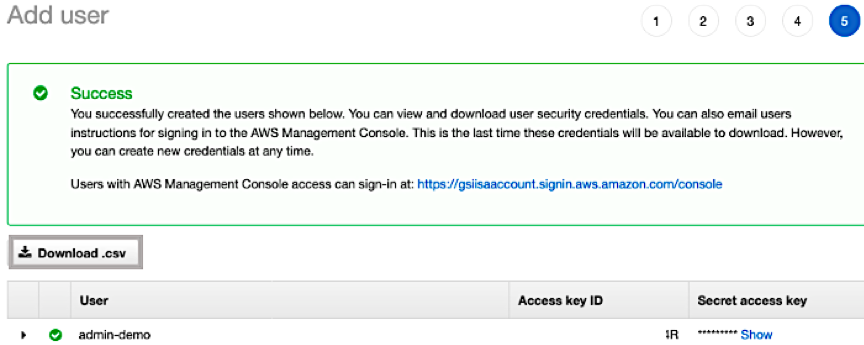 Add user
1 2 3 4 5
Success
You successfully created the users shown below. You can view and download user security credentials. You can also email users
instructions for signing in to the AWS Management Console. This is the last time these credentials will be available to download. However,
you can create new credentials at any time.
Users with AWS Management Console access can sign-in at: https://gsiisaaccount.signin.aws.amazon.com/console
Download .csv
User Access key ID Secret access key
admin-demo R ********* Show